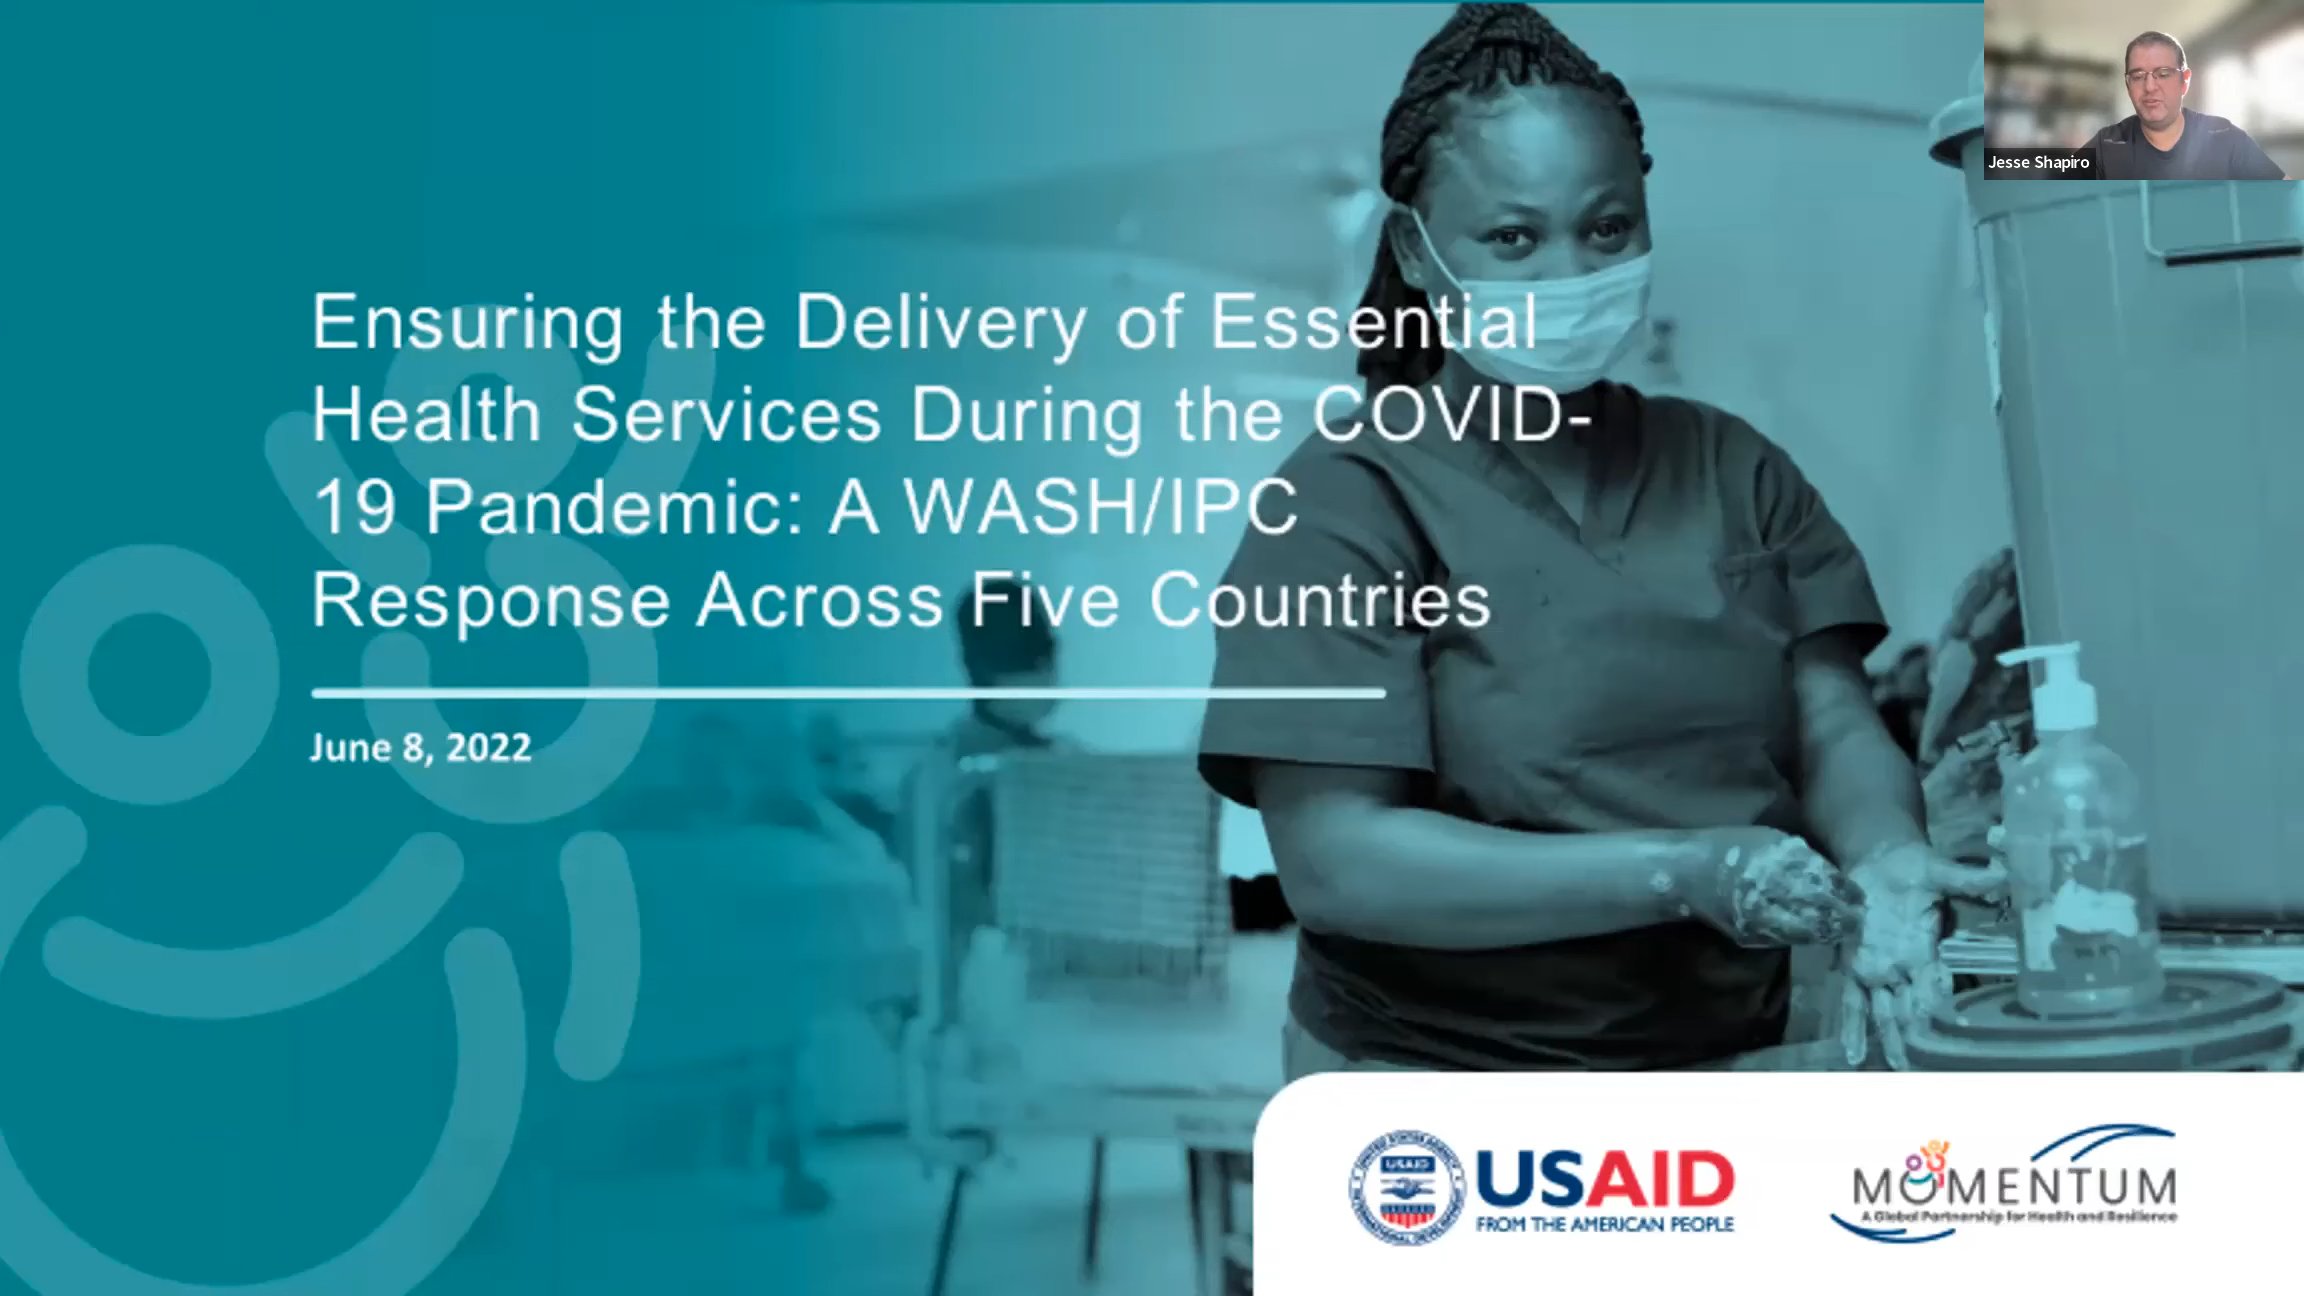 Jesse Shapiro
Ensuring the Delivery of Essential
Health Services During the COVID-
19 Pandemic: A WASH/IPC
Response Across Five Countries
June 8, 2022
USAID
USAID
FROM THE AMERICAN PEOPLE
MOMENTUM
A Global Partnership for Health and Resilience